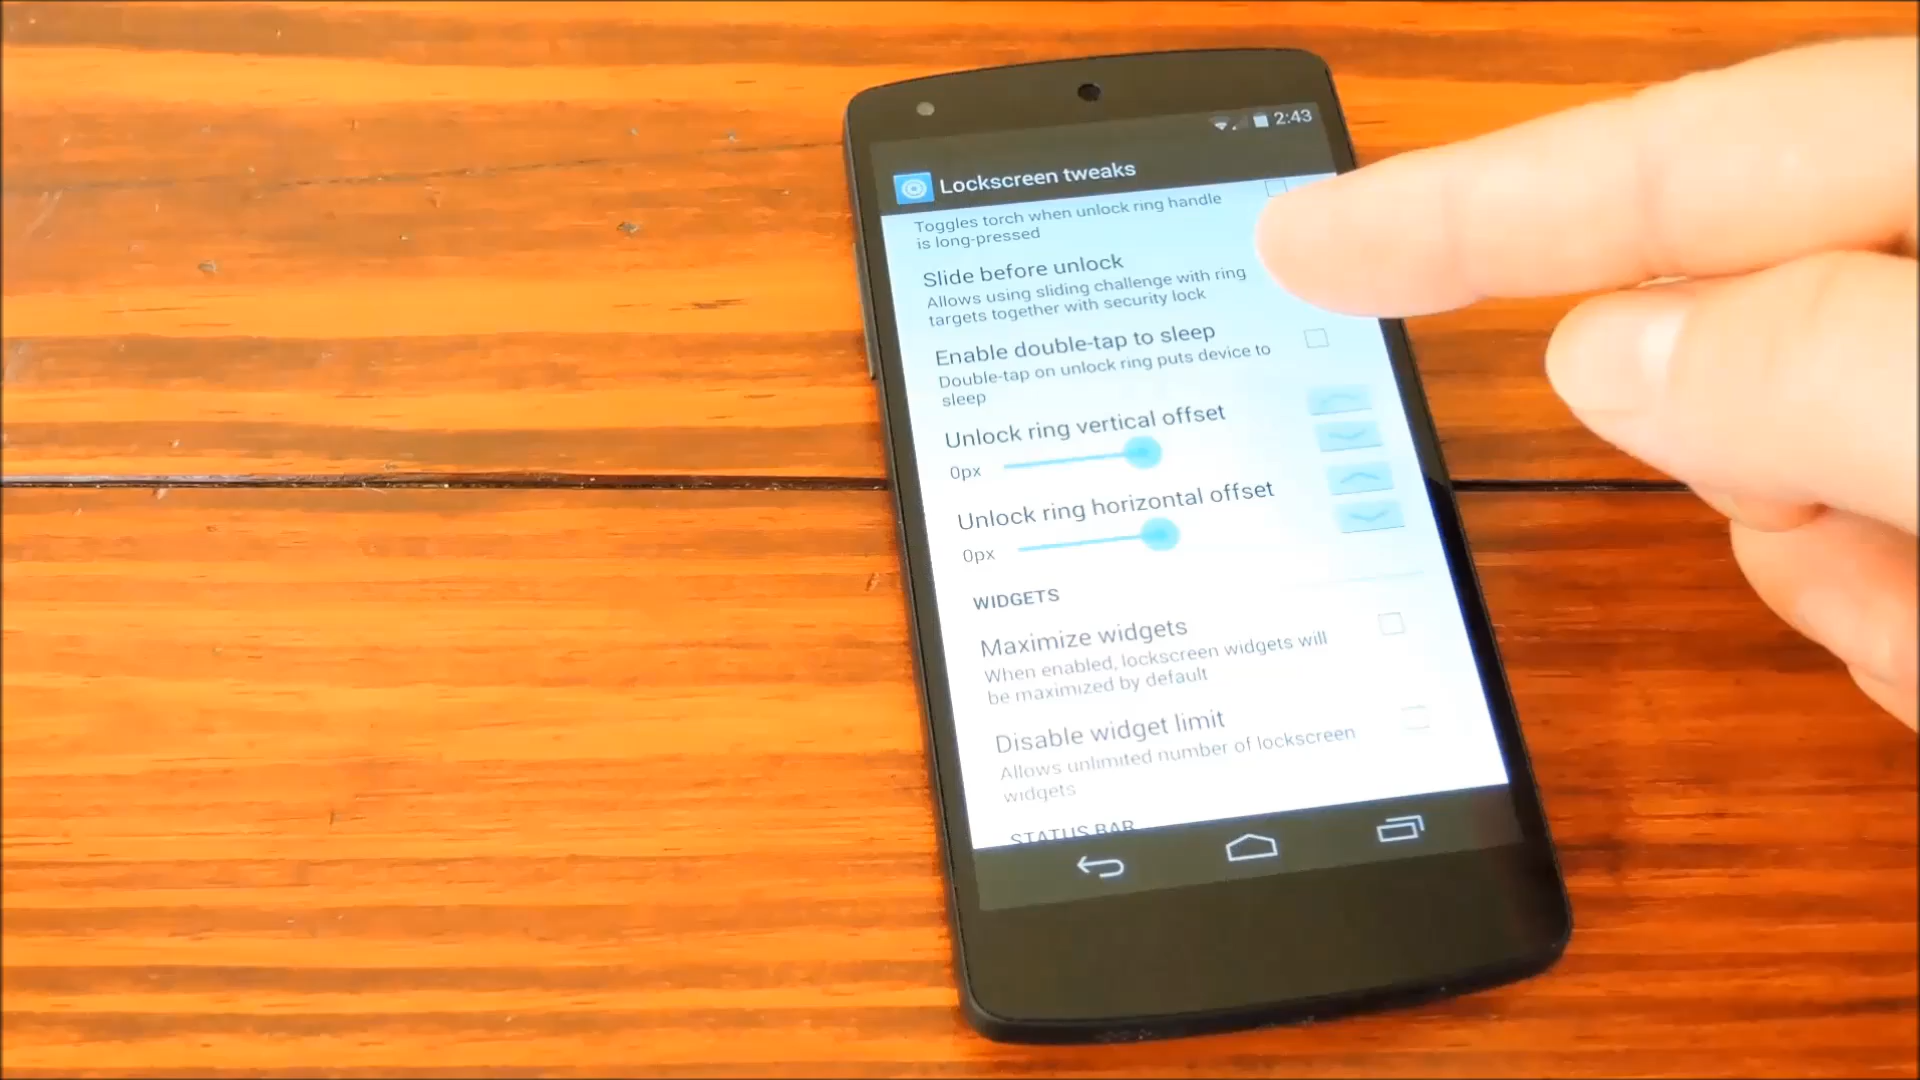 2:43
Lockscreen tweaks
Toggles torch when unlock ring handle
is long-pressed
Slide before unlock
Allows using sliding challenge with ring
targets together with security lock
Enable double-tap to sleep
Double-tap on unlock ring puts device to
sleep
Unlock ring vertical offset
0px
Unlock ring horizontal offset
0px
WIDGETS
Maximize widgets
When enabled, lockscreen widgets will
be maximized by default
Disable widget limit
Allows unlimited number of lockscreen
widgets
STATUS BAR